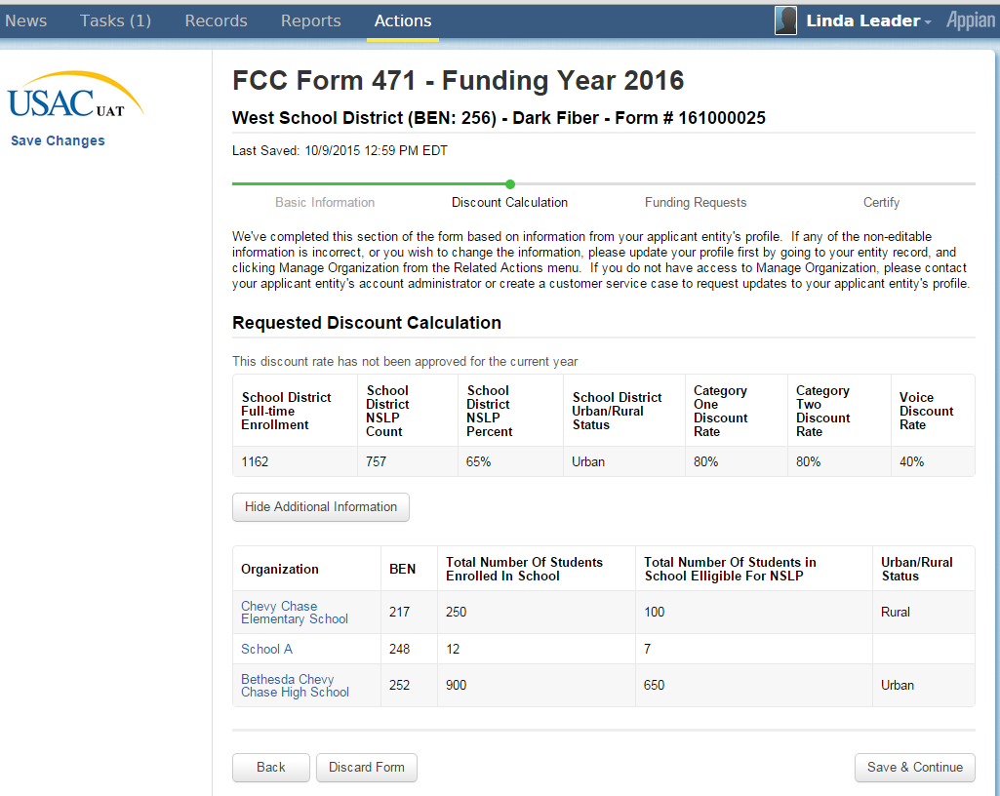 News Tasks (1) Records Reports Actions Linda Leader Appian
USAC UAT
Save Changes
FCC Form 471 - Funding Year 2016
West School District (BEN: 256) - Dark Fiber - Form # 161000025
Last Saved: 10/9/2015 12:59 PM EDT
Basic Information Discount Calculation Funding Requests Certify
We've completed this section of the form based on information from your applicant entity's profile. If any of the non-editable
information is incorrect, or you wish to change the information, please update your profile first by going to your entity record, and
clicking Manage Organization from the Related Actions menu. If you do not have access to Manage Organization, please contact
your applicant entity's account administrator or create a customer service case to request updates to your applicant entity's profile.
Requested Discount Calculation
This discount rate has not been approved for the current year
School District Full-time Enrollment School District NSLP Count School District NSLP Percent School District Urban/Rural Status Category One Discount Rate Category Two Discount Rate Voice Discount Rate
1162 757 65% Urban 80% 80% 40%
Hide Additional Information
Organization BEN Total Number Of Students Enrolled In School Total Number Of Students in School Elligible For NSLP Urban/Rural Status
Chevy Chase Elementary School 217 250 100 Rural
School A 248 12 7
Bethesda Chevy Chase High School 252 900 650 Urban
Back Discard Form Save & Continue